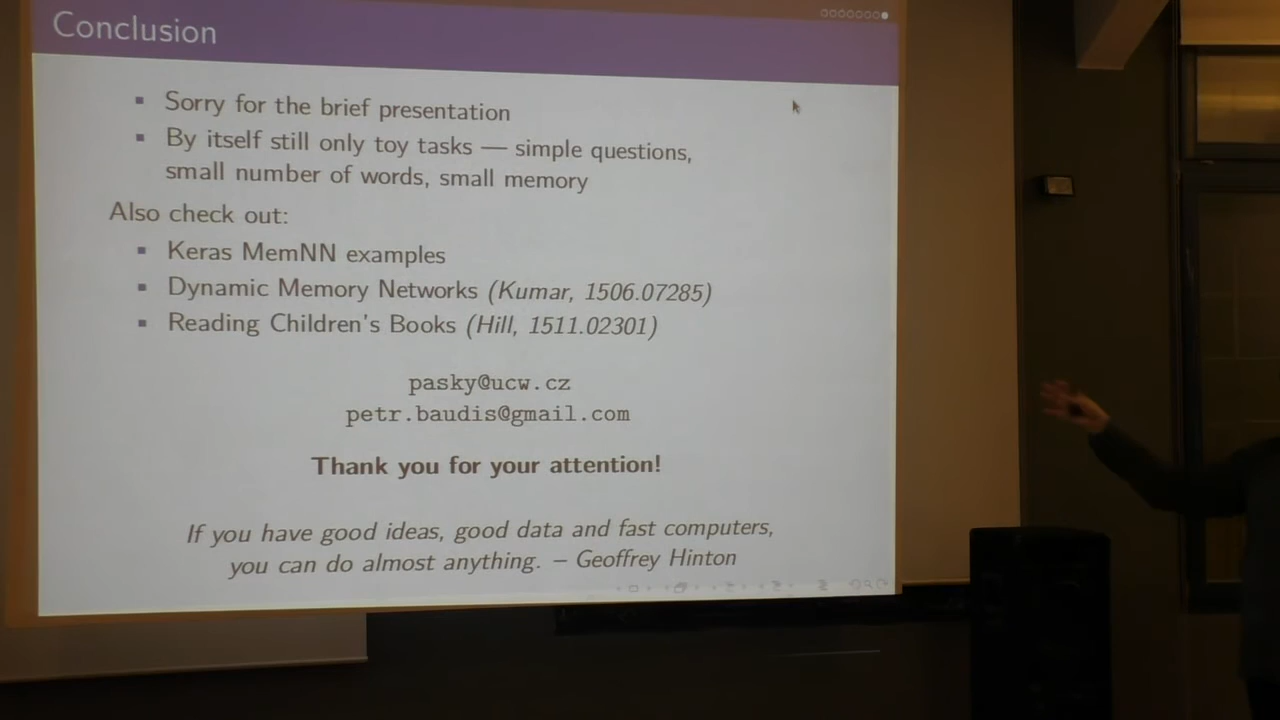 Conclusion
Sorry for the brief presentation
By itself still only toy tasks — simple questions,
small number of words, small memory
Also check out:
Keras MemNN examples
Dynamic Memory Networks (Kumar, 1506.07285)
Reading Children's Books (Hill, 1511.02301)
pasky@ucw.cz
petr.baudis@gmail.com
Thank you for your attention!
If you have good ideas, good data and fast computers,
you can do almost anything. – Geoffrey Hinton